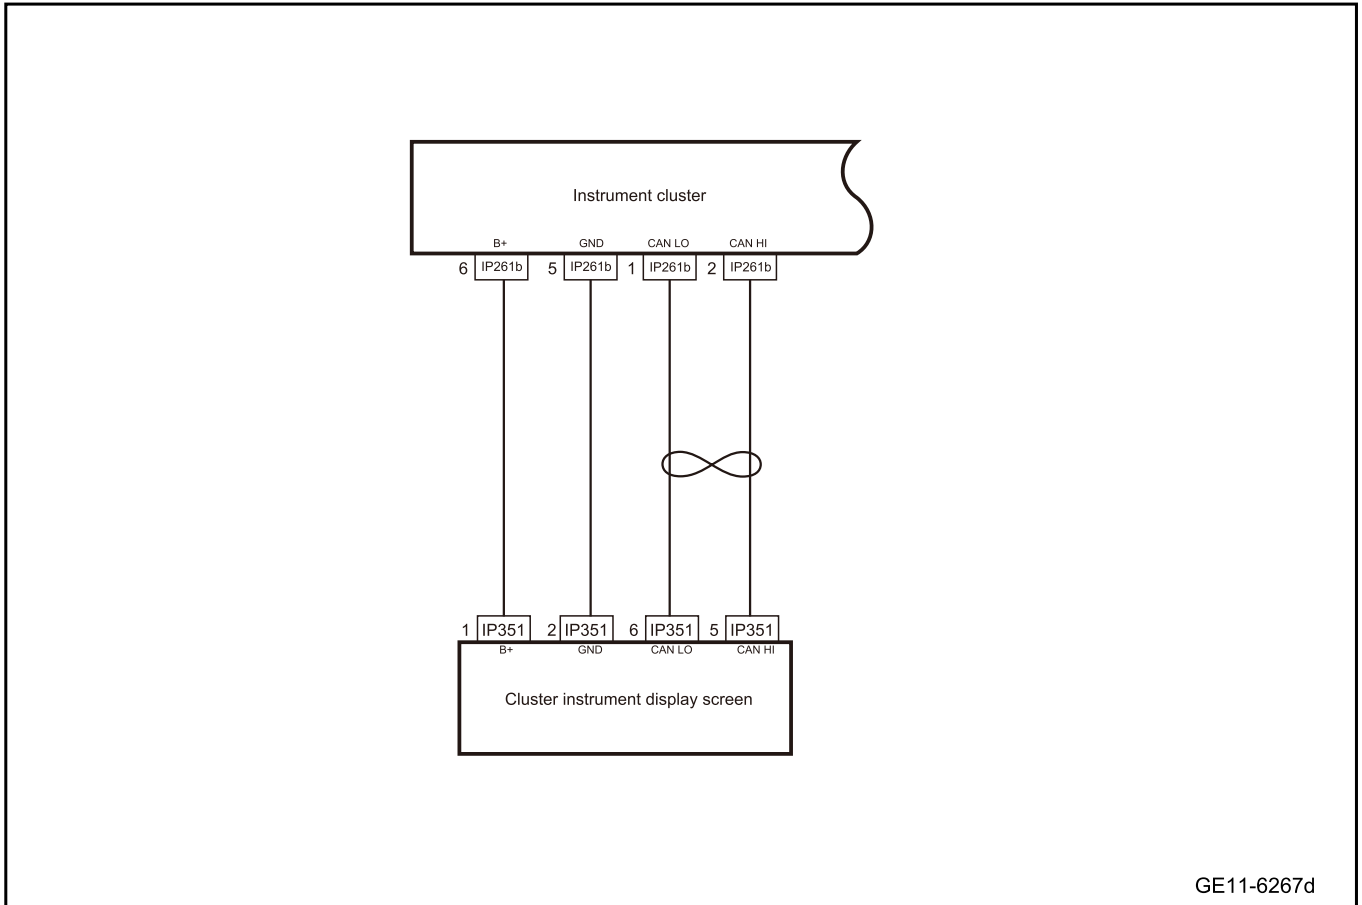 Instrument cluster
B+ GND CAN LO CAN HI
6 IP261b 5 IP261b 1 IP261b 2 IP261b
1 IP351 2 IP351 6 IP351 5 IP351
B+ GND CAN LO CAN HI
Cluster instrument display screen
GE11-6267d